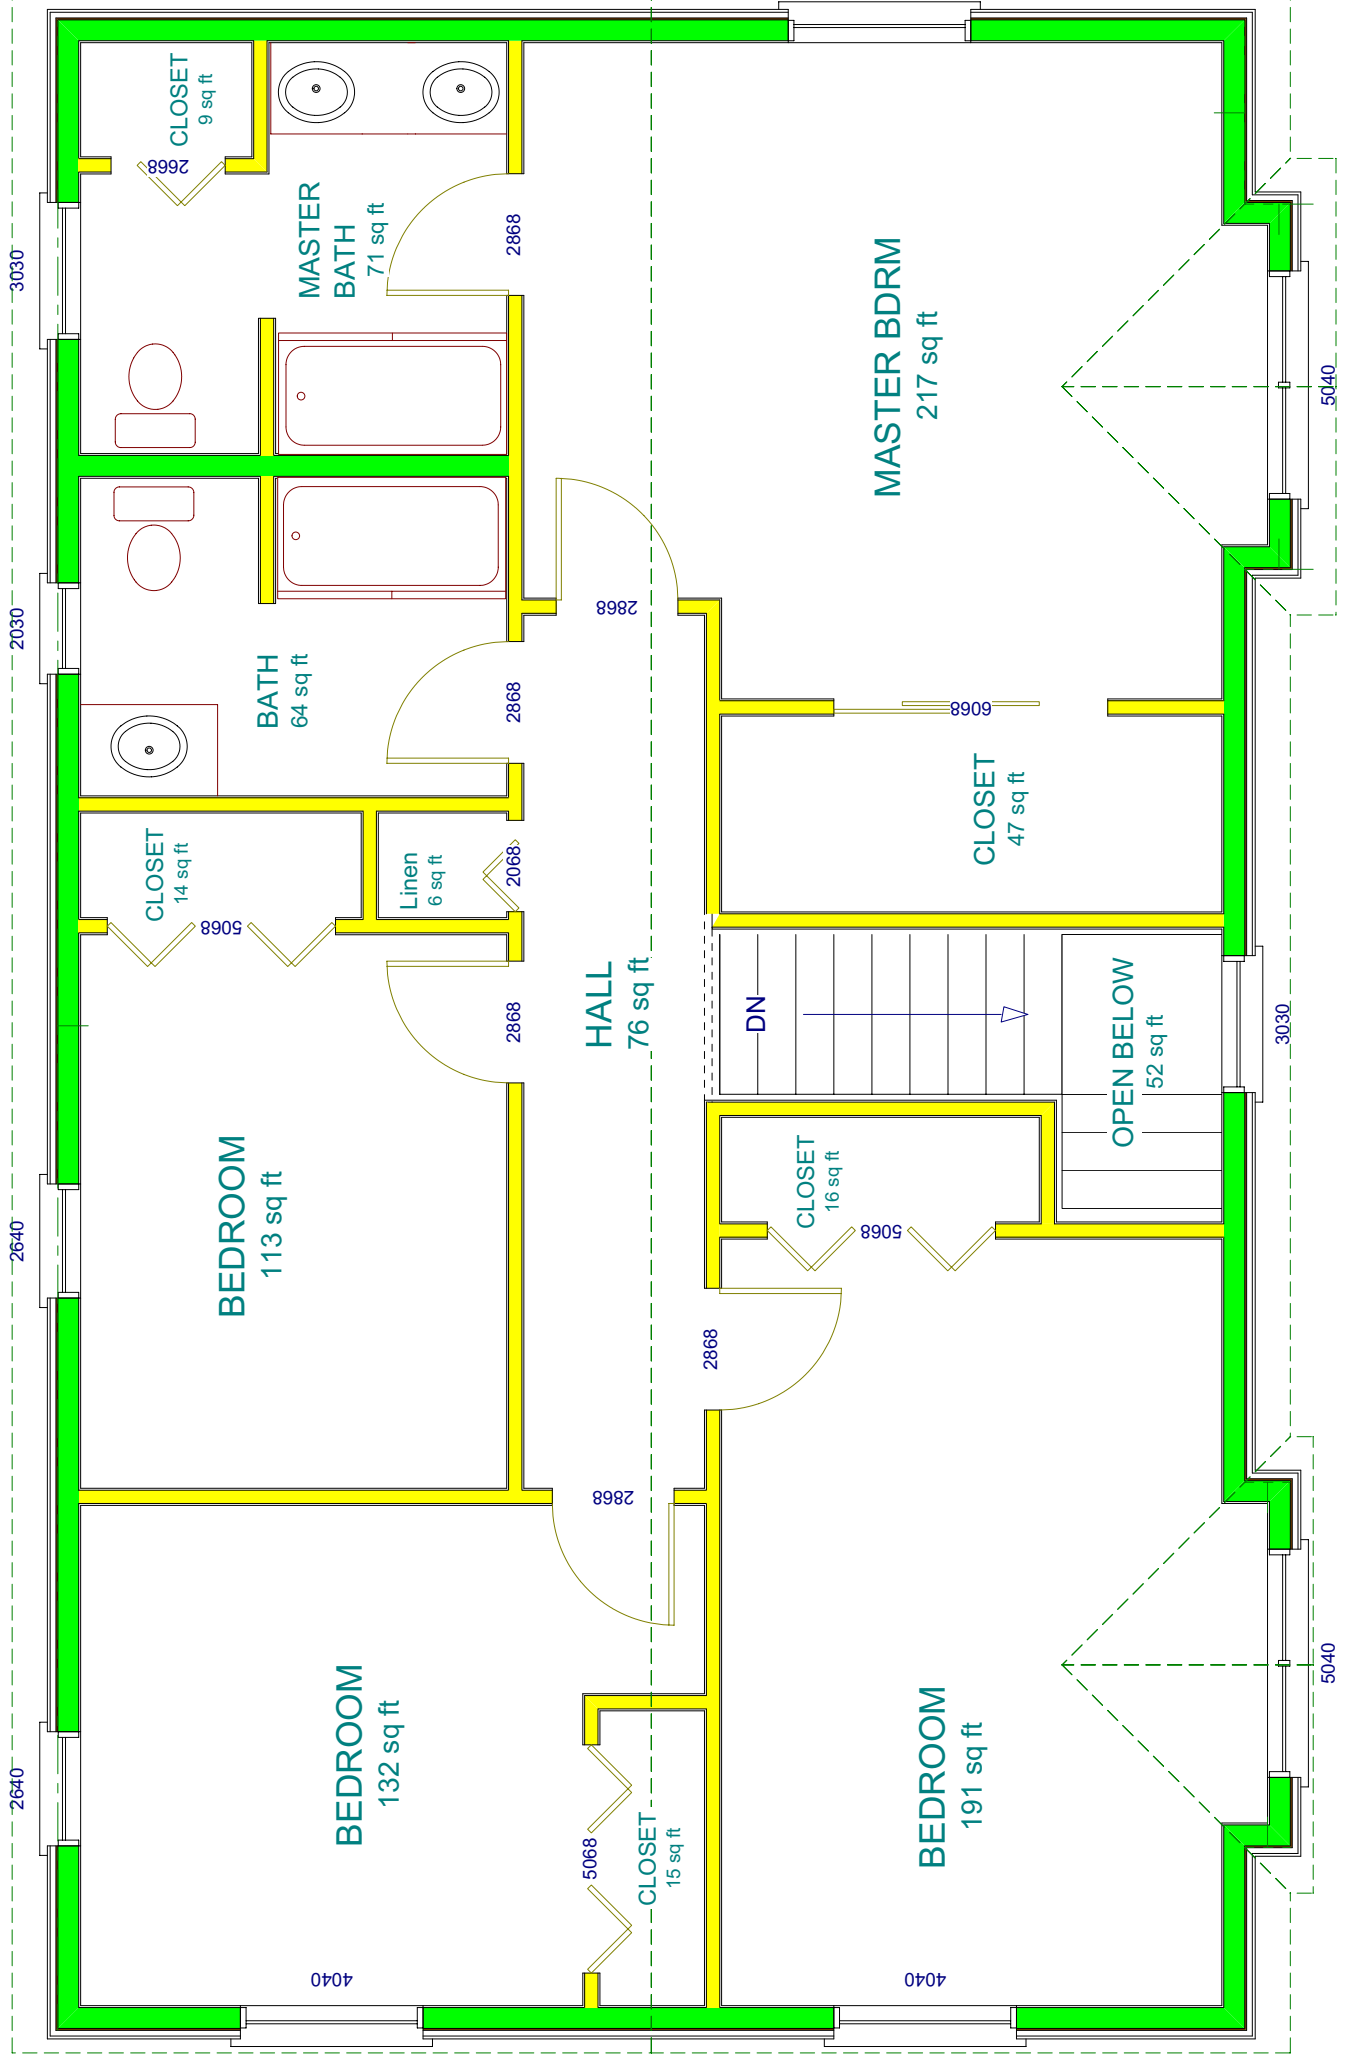 CLOSET
9 sq ft
2668
3030
MASTER
BATH
71 sq ft
2868
MASTER BDRM
217 sq ft
5040
2030
BATH
64 sq ft
2868
2868
6068
CLOSET
47 sq ft
CLOSET
14 sq ft
5068
Linen
6 sq ft
2068
HALL
76 sq ft
DN
OPEN BELOW
52 sq ft
3030
2868
BEDROOM
113 sq ft
2640
CLOSET
16 sq ft
5068
2868
2868
BEDROOM
132 sq ft
2640
5068
CLOSET
15 sq ft
4040
BEDROOM
191 sq ft
5040
4040